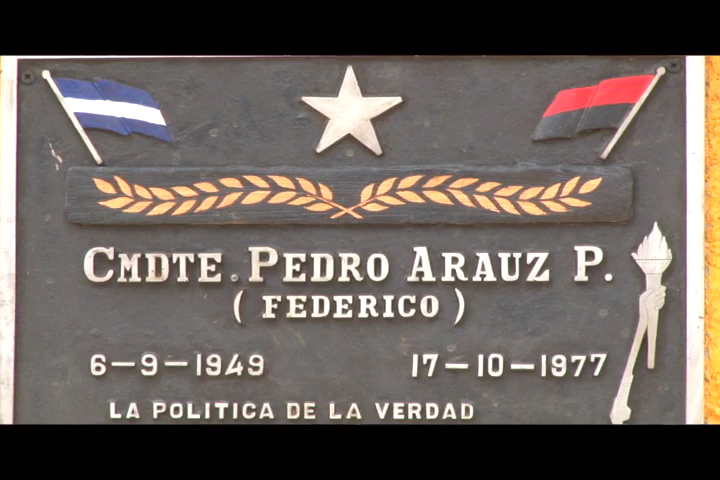 CMDTE. PEDRO ARAUZ P.
(FEDERICO)
6-9-1949 17-10-1977
LA POLITICA DE LA VERDAD